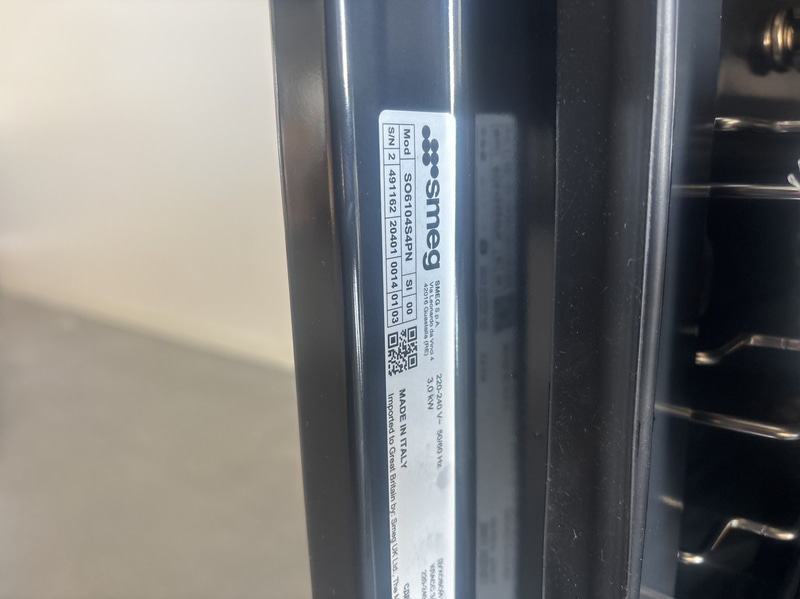 smeg
SMEG S.p.A.
Via Leonardo da Vinci 4
42016 Guastalla (RE)
220-240 V~ 50/60 Hz
3,0 kW
Mod SO6104S4PN SI 00
S/N 2 491162 20401 0014 01/03
MADE IN ITALY
Imported to Great Britain by: Smeg UK Ltd., The